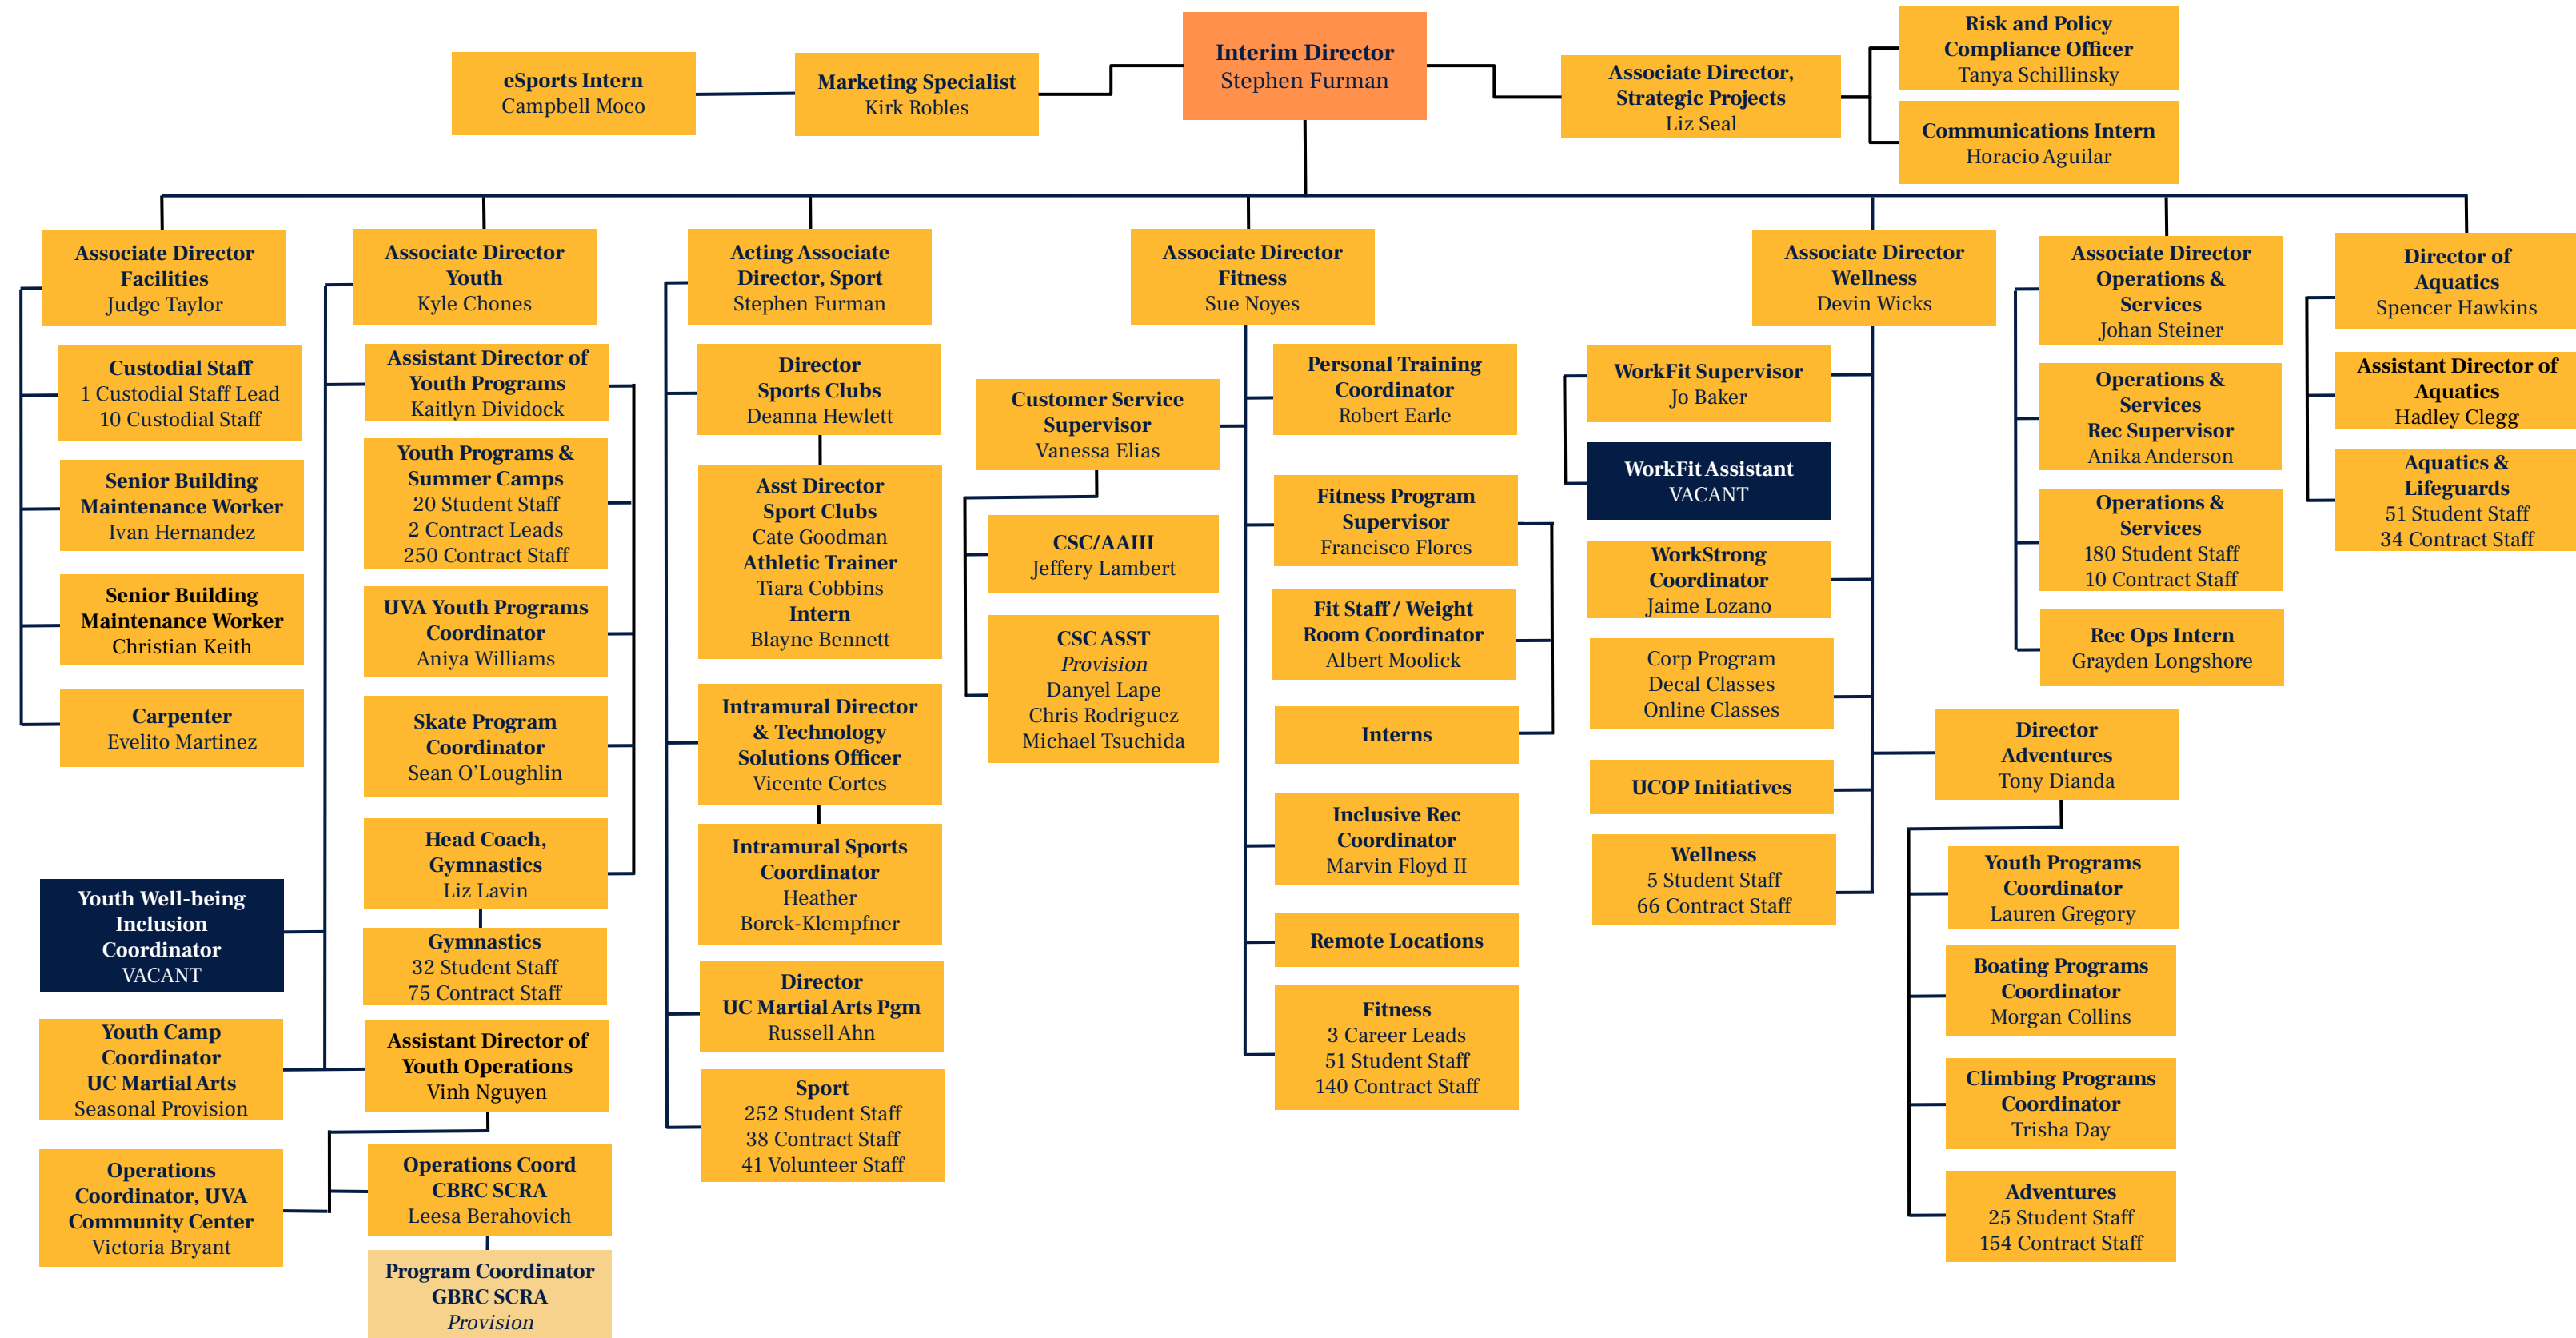 Interim Director
Stephen Furman
eSports Intern
Campbell Moco
Marketing Specialist
Kirk Robles
Associate Director,
Strategic Projects
Liz Seal
Risk and Policy
Compliance Officer
Tanya Schillinsky
Communications Intern
Horacio Aguilar
Associate Director
Facilities
Judge Taylor
Custodial Staff
1 Custodial Staff Lead
10 Custodial Staff
Senior Building
Maintenance Worker
Ivan Hernandez
Senior Building
Maintenance Worker
Christian Keith
Carpenter
Evelito Martinez
Associate Director
Youth
Kyle Chones
Assistant Director of
Youth Programs
Kaitlyn Dividock
Youth Programs &
Summer Camps
20 Student Staff
2 Contract Leads
250 Contract Staff
UVA Youth Programs
Coordinator
Aniya Williams
Skate Program
Coordinator
Sean O'Loughlin
Head Coach,
Gymnastics
Liz Lavin
Gymnastics
32 Student Staff
75 Contract Staff
Youth Well-being
Inclusion
Coordinator
VACANT
Youth Camp
Coordinator
UC Martial Arts
Seasonal Provision
Assistant Director of
Youth Operations
Vinh Nguyen
Operations
Coordinator, UVA
Community Center
Victoria Bryant
Operations Coord
CBRC SCRA
Leesa Berahovich
Program Coordinator
GBRC SCRA
Provision
Acting Associate
Director, Sport
Stephen Furman
Director
Sports Clubs
Deanna Hewlett
Asst Director
Sport Clubs
Cate Goodman
Athletic Trainer
Tiara Cobbins
Intern
Blayne Bennett
Intramural Director
& Technology
Solutions Officer
Vicente Cortes
Intramural Sports
Coordinator
Heather
Borek-Klempfner
Director
UC Martial Arts Pgm
Russell Ahn
Sport
252 Student Staff
38 Contract Staff
41 Volunteer Staff
Associate Director
Fitness
Sue Noyes
Customer Service
Supervisor
Vanessa Elias
CSC/AAIII
Jeffery Lambert
CSC ASST
Provision
Danyel Lape
Chris Rodriguez
Michael Tsuchida
Personal Training
Coordinator
Robert Earle
Fitness Program
Supervisor
Francisco Flores
Fit Staff / Weight
Room Coordinator
Albert Moolick
Interns
Inclusive Rec
Coordinator
Marvin Floyd II
Remote Locations
Fitness
3 Career Leads
51 Student Staff
140 Contract Staff
Associate Director
Wellness
Devin Wicks
WorkFit Supervisor
Jo Baker
WorkFit Assistant
VACANT
WorkStrong
Coordinator
Jaime Lozano
Corp Program
Decal Classes
Online Classes
UCOP Initiatives
Wellness
5 Student Staff
66 Contract Staff
Director
Adventures
Tony Dianda
Youth Programs
Coordinator
Lauren Gregory
Boating Programs
Coordinator
Morgan Collins
Climbing Programs
Coordinator
Trisha Day
Adventures
25 Student Staff
154 Contract Staff
Associate Director
Operations &
Services
Johan Steiner
Operations &
Services
Rec Supervisor
Anika Anderson
Operations &
Services
180 Student Staff
10 Contract Staff
Rec Ops Intern
Grayden Longshore
Director of
Aquatics
Spencer Hawkins
Assistant Director of
Aquatics
Hadley Clegg
Aquatics &
Lifeguards
51 Student Staff
34 Contract Staff